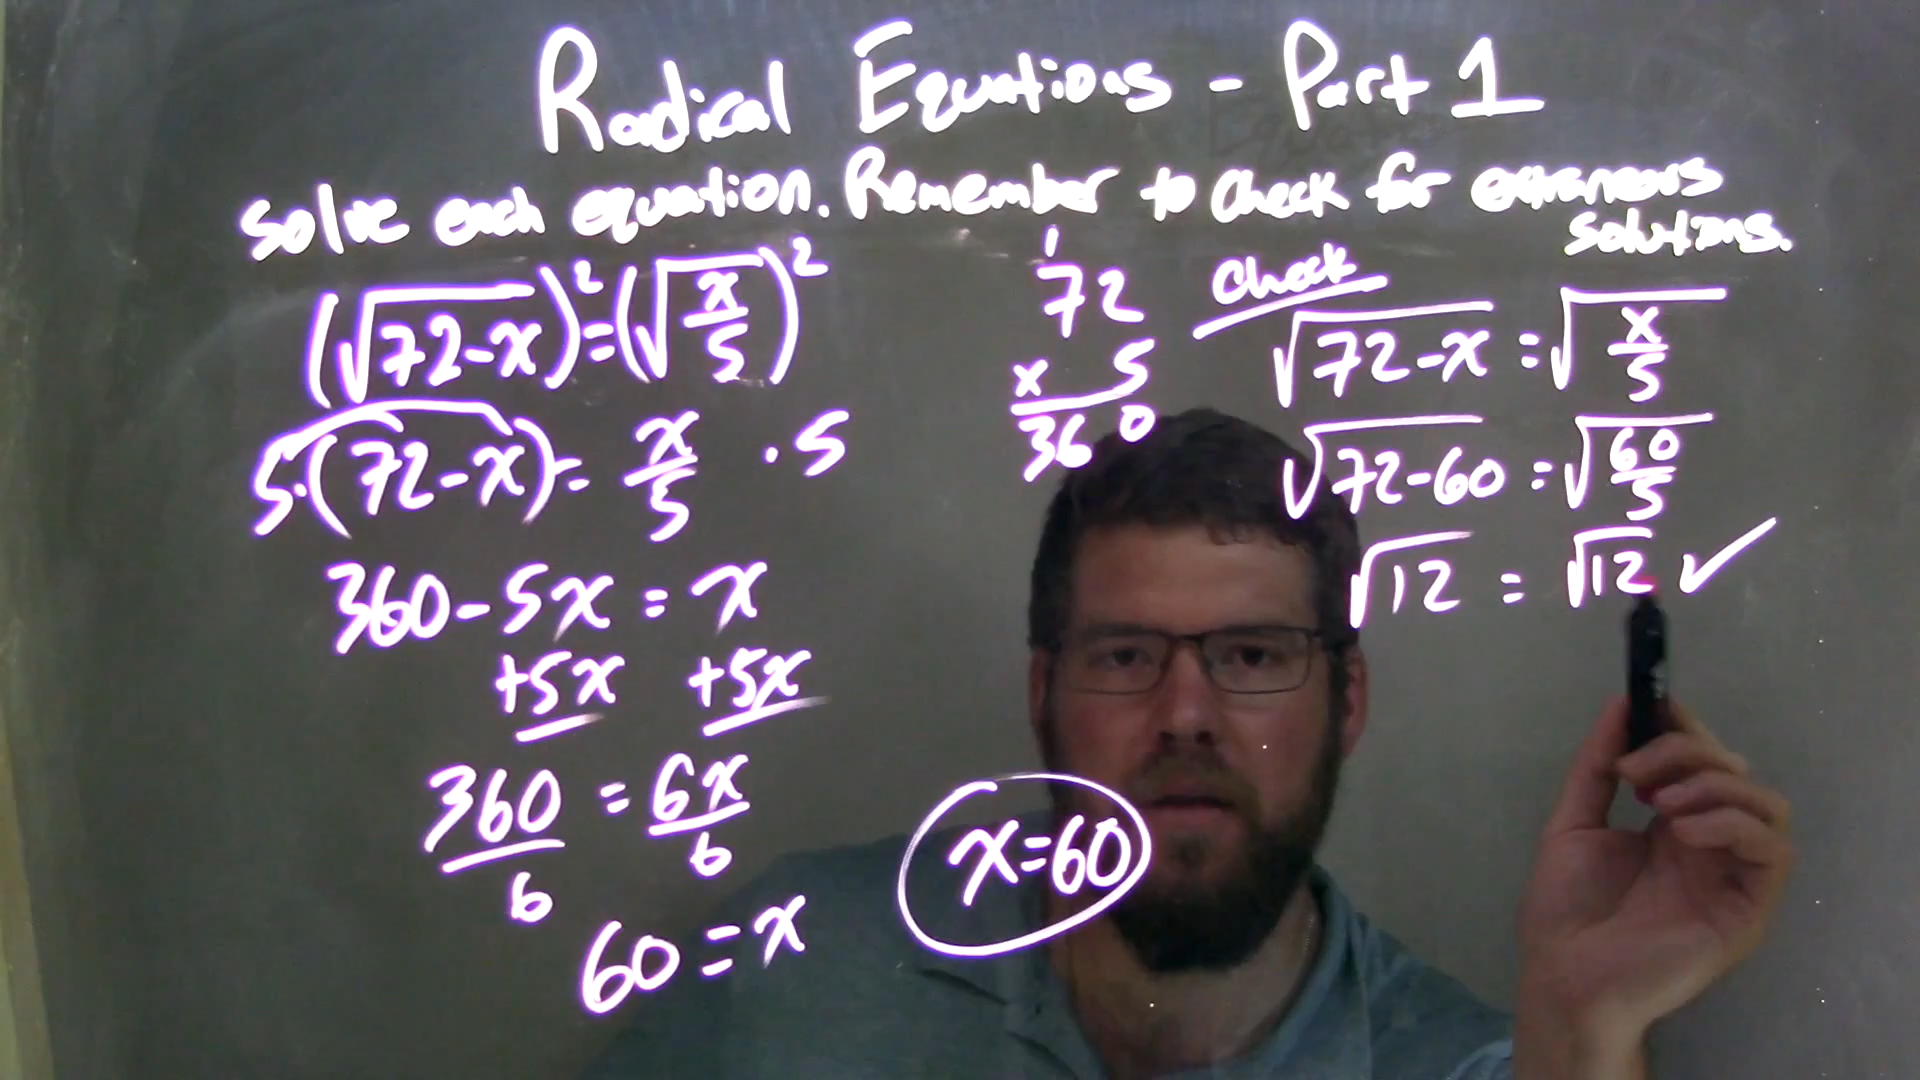 Radical Equations - Part 1
Solve each equation. Remember to check for extraneous
solutions.
(√72-x)²=(√x/5)²
5·(72-x)= x/5 ·5
360-5x = x
+5x +5x
360/6 = 6x/6
60=x
x=60
1
72
x 5
360
Check
√72-x = √x/5
√72-60 = √60/5
√12 = √12 ✓